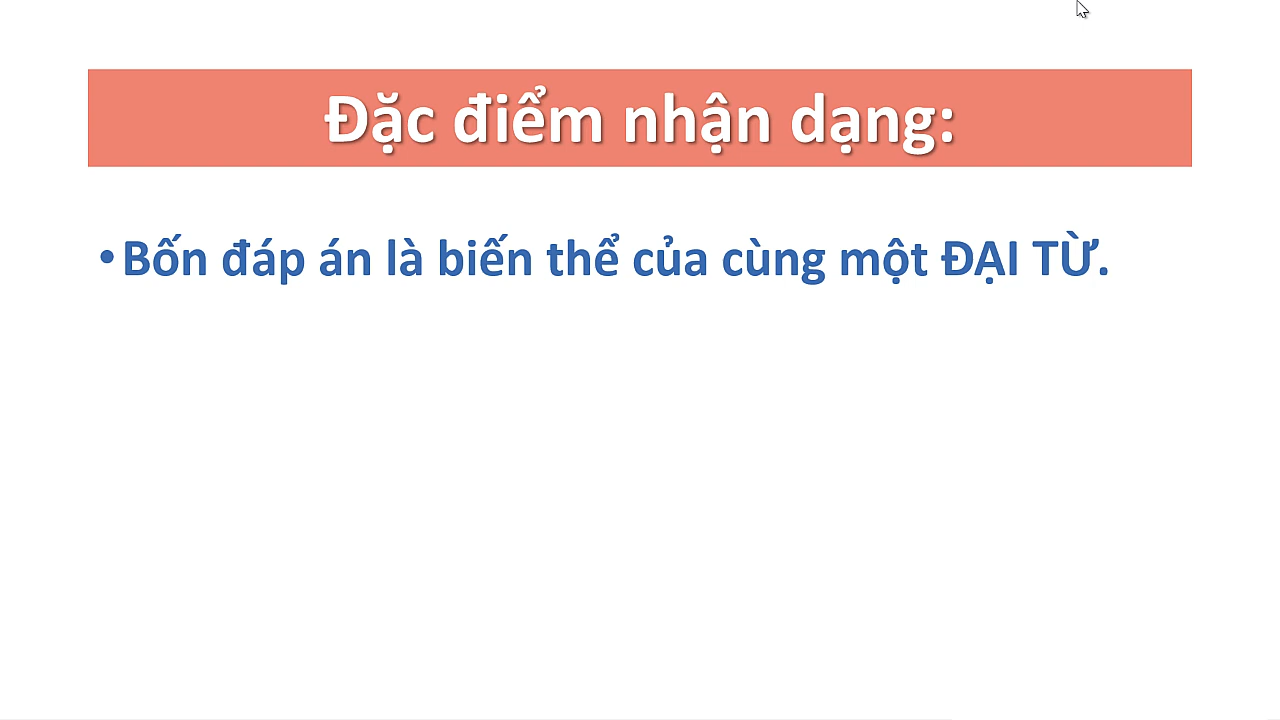 Đặc điểm nhận dạng:
•Bốn đáp án là biến thể của cùng một ĐẠI TỪ.